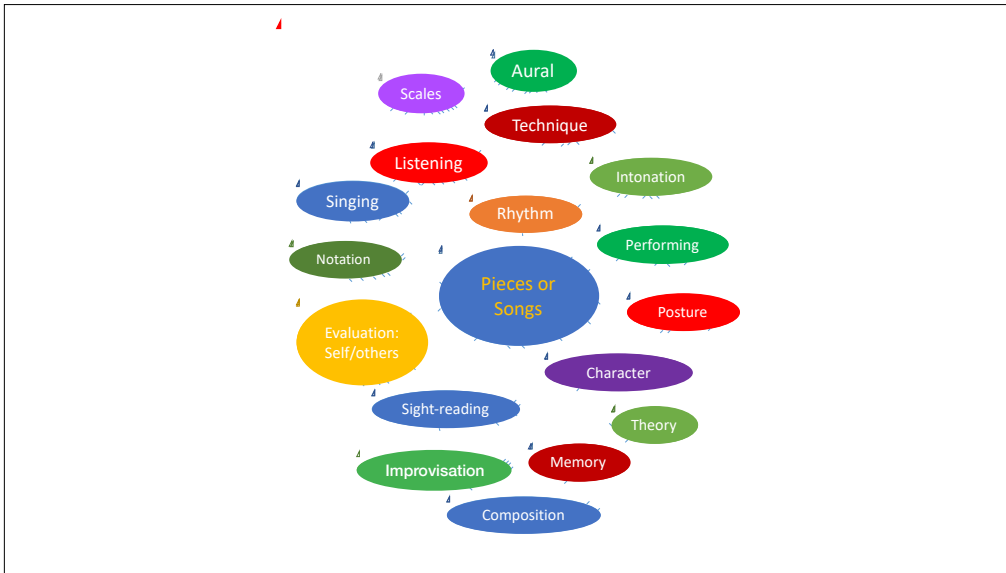 Aural
Scales
Technique
Listening
Intonation
Singing
Rhythm
Performing
Notation
Pieces or
Songs
Posture
Evaluation:
Self/others
Character
Sight-reading
Theory
Memory
Improvisation
Composition